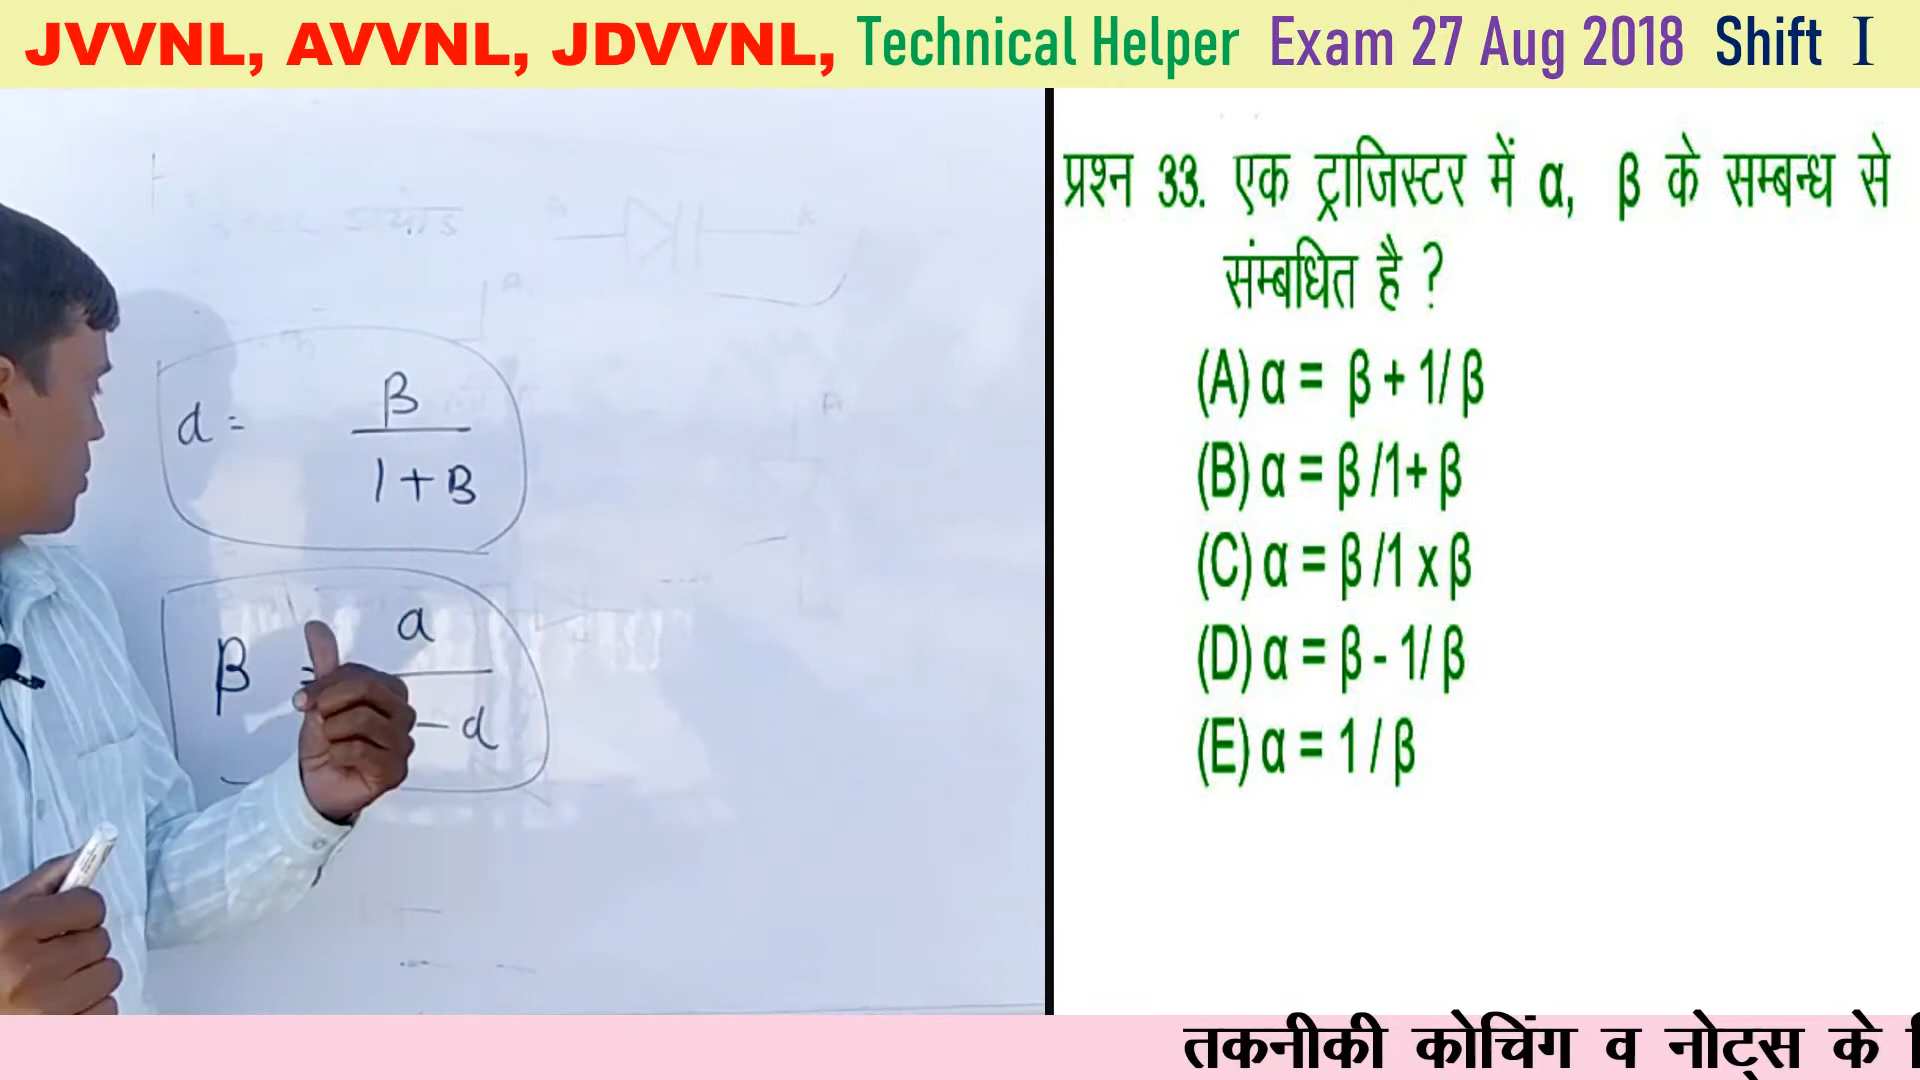 JVVNL, AVVNL, JDVVNL, Technical Helper Exam 27 Aug 2018 Shift I
α =
β
1+B
β =
α
- α
प्रश्न 33. एक ट्राजिस्टर में α, β के सम्बन्ध से
संम्बधित है ?
(A) α = β + 1/ β
(B) α = β /1+ β
(C) α = β /1 x β
(D) α = β - 1/ β
(E) α = 1 / β
तकनीकी कोचिंग व नोट्स के